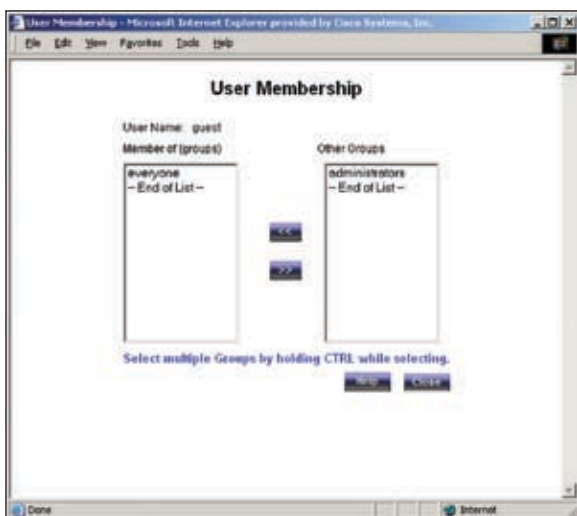 User Membership - Microsoft Internet Explorer provided by Cisco Systems, Inc.
File Edit View Favorites Tools Help
User Membership
User Name: guest
Member of (groups) Other Groups
everyone administrators
-- End of List -- -- End of List --
<<
>>
Select multiple Groups by holding CTRL while selecting.
Help Close
Done Internet